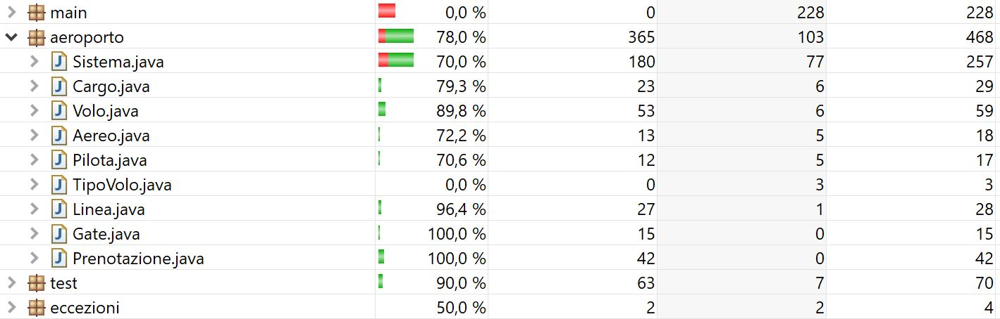 main 0,0 % 0 228 228
aeroporto 78,0 % 365 103 468
J Sistema.java 70,0 % 180 77 257
J Cargo.java 79,3 % 23 6 29
J Volo.java 89,8 % 53 6 59
J Aereo.java 72,2 % 13 5 18
J Pilota.java 70,6 % 12 5 17
J TipoVolo.java 0,0 % 0 3 3
J Linea.java 96,4 % 27 1 28
J Gate.java 100,0 % 15 0 15
J Prenotazione.java 100,0 % 42 0 42
test 90,0 % 63 7 70
eccezioni 50,0 % 2 2 4